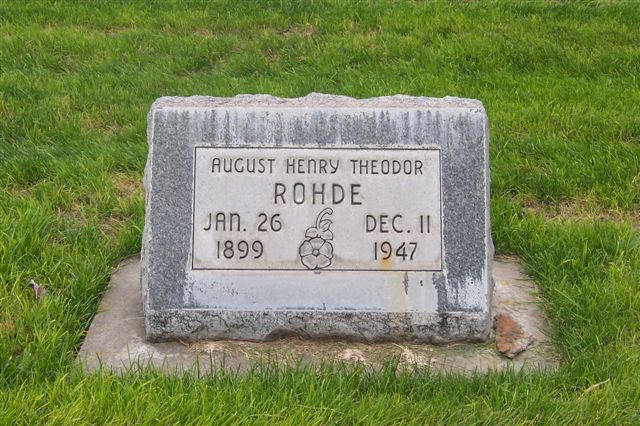 AUGUST HENRY THEODOR
ROHDE
JAN. 26 DEC. 11
1899 1947